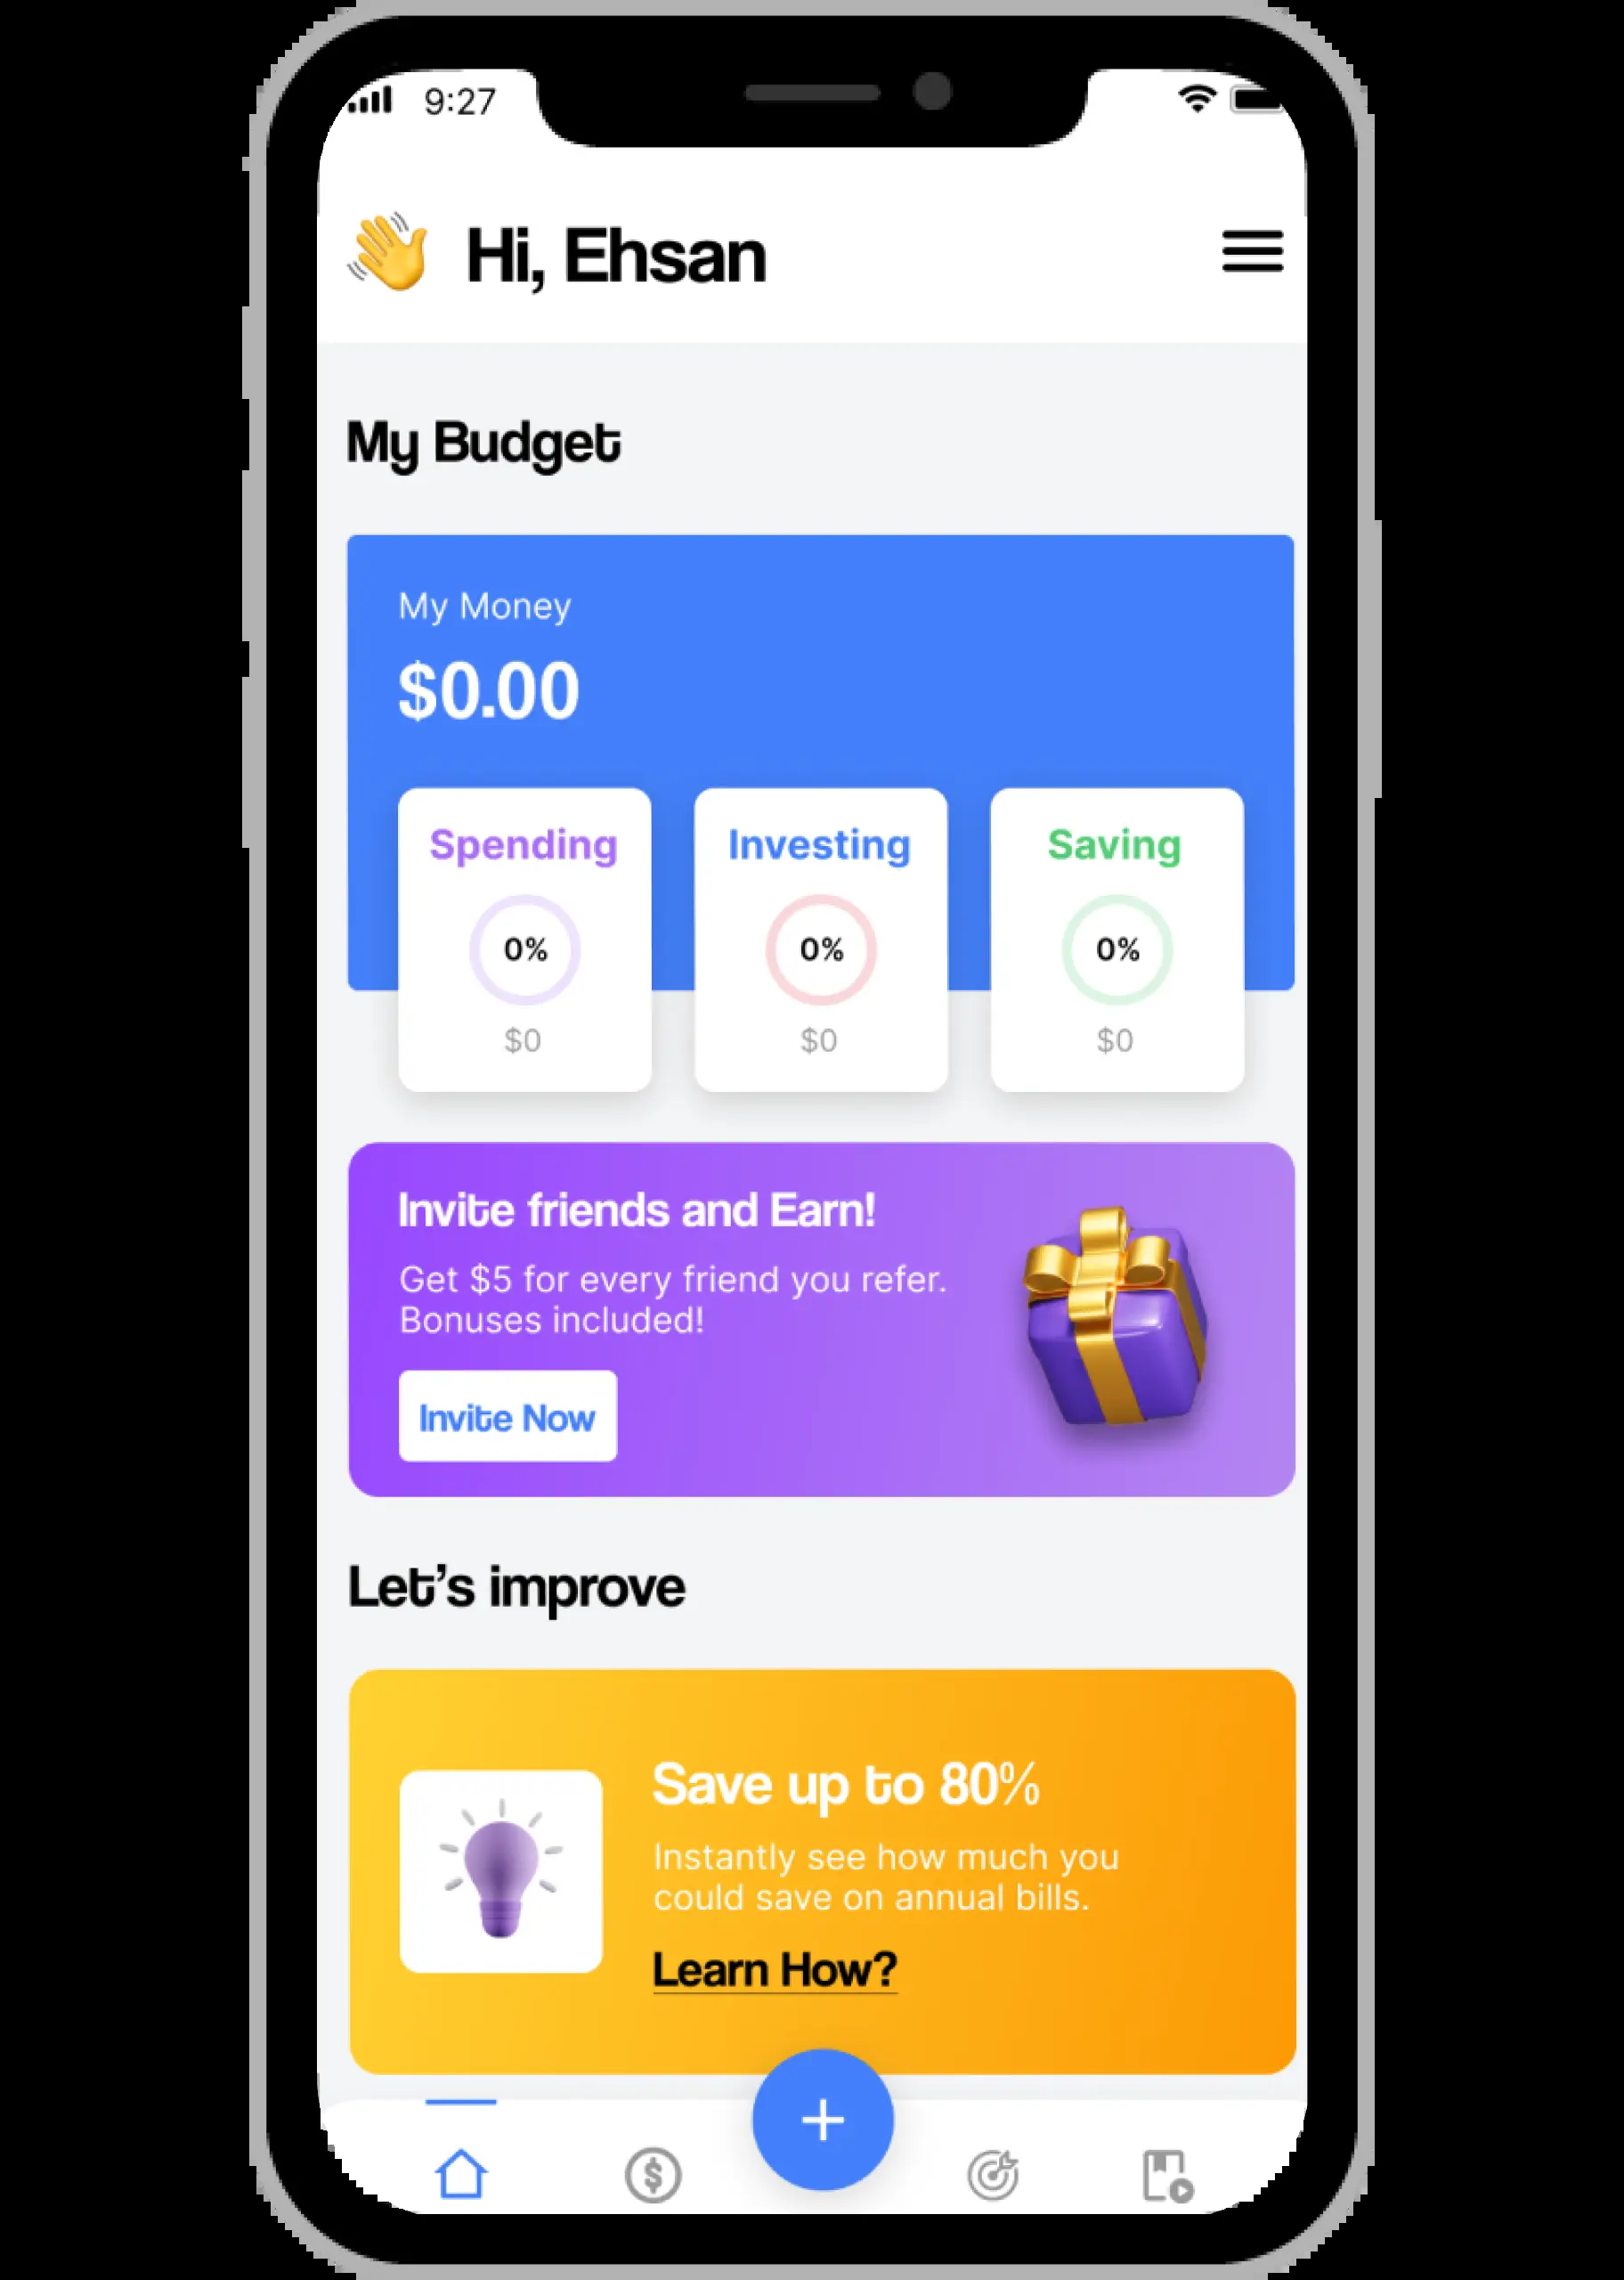 9:27
Hi, Ehsan
My Budget
My Money
$0.00
Spending
Investing
Saving
0%
0%
0%
$0
$0
$0
Invite friends and Earn!
Get $5 for every friend you refer.
Bonuses included!
Invite Now
Let's improve
Save up to 80%
Instantly see how much you
could save on annual bills.
Learn How?